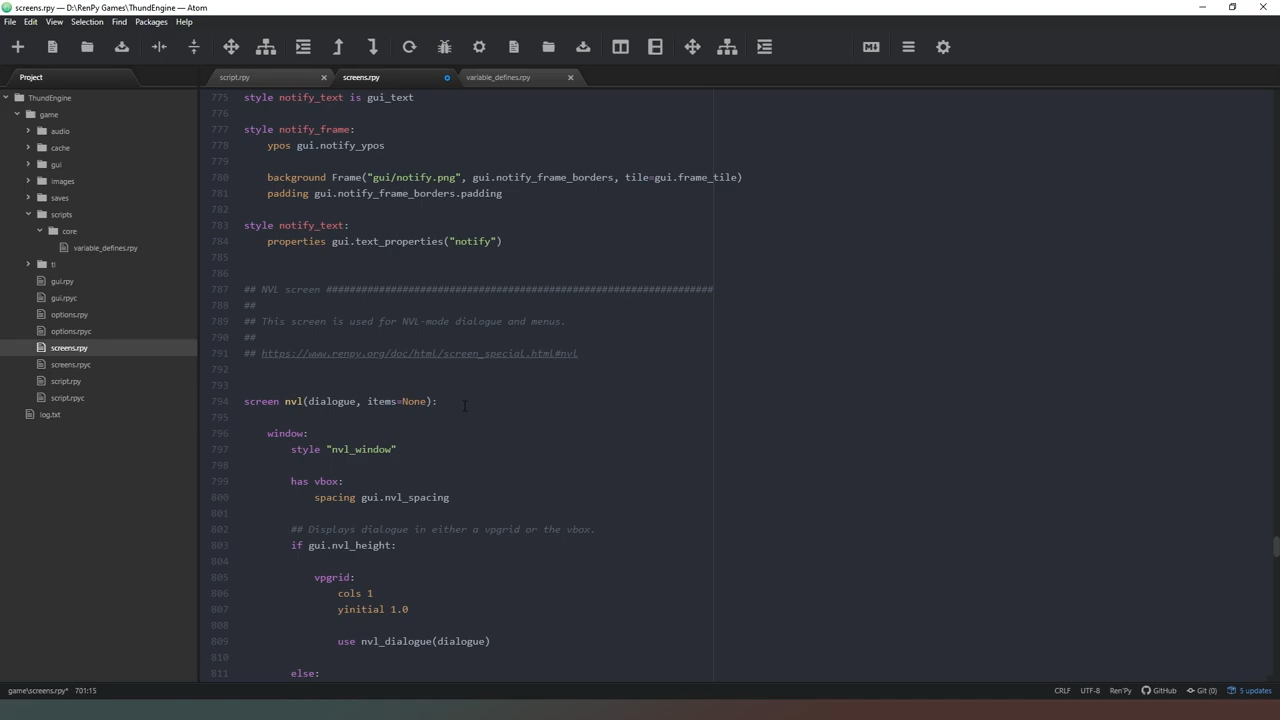 screens.rpy — D:\RenPy Games\ThundEngine — Atom
File Edit View Selection Find Packages Help
Project
script.rpy
screens.rpy
variable_defines.rpy
ThundEngine
game
audio
cache
gui
images
saves
scripts
core
variable_defines.rpy
tl
gui.rpy
gui.rpyc
options.rpy
options.rpyc
screens.rpy
screens.rpyc
script.rpy
script.rpyc
log.txt
775 style notify_text is gui_text
776
777 style notify_frame:
778 ypos gui.notify_ypos
779
780 background Frame("gui/notify.png", gui.notify_frame_borders, tile=gui.frame_tile)
781 padding gui.notify_frame_borders.padding
782
783 style notify_text:
784 properties gui.text_properties("notify")
785
786
787 ## NVL screen ##################################################################
788 ##
789 ## This screen is used for NVL-mode dialogue and menus.
790 ##
791 ## https://www.renpy.org/doc/html/screen_special.html#nvl
792
793
794 screen nvl(dialogue, items=None):
795
796 window:
797 style "nvl_window"
798
799 has vbox:
800 spacing gui.nvl_spacing
801
802 ## Displays dialogue in either a vpgrid or the vbox.
803 if gui.nvl_height:
804
805 vpgrid:
806 cols 1
807 yinitial 1.0
808
809 use nvl_dialogue(dialogue)
810
811 else:
game\screens.rpy* 701:15
CRLF UTF-8 Ren'Py GitHub Git (0) 5 updates